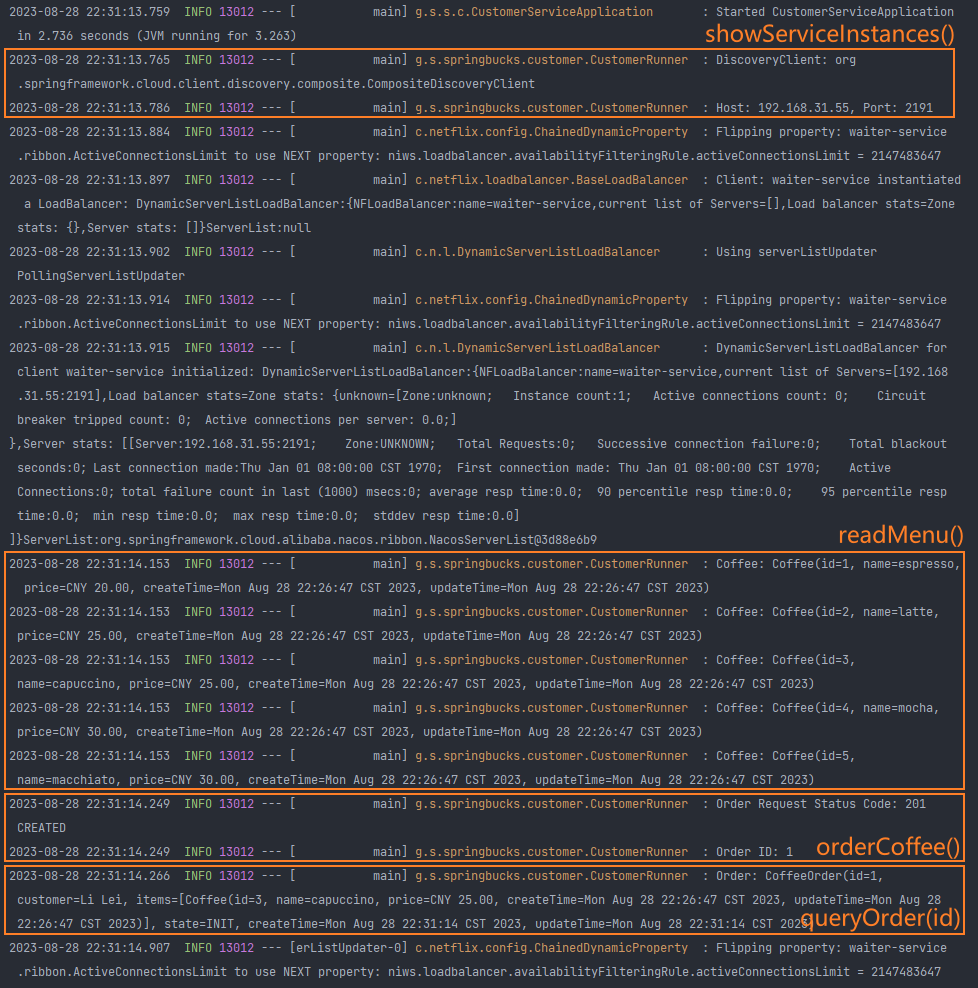 2023-08-28 22:31:13.759  INFO 13012 --- [           main] g.s.s.c.CustomerServiceApplication       : Started CustomerServiceApplication
in 2.736 seconds (JVM running for 3.263)
showServiceInstances()
2023-08-28 22:31:13.765  INFO 13012 --- [           main] g.s.springbucks.customer.CustomerRunner  : DiscoveryClient: org
.springframework.cloud.client.discovery.composite.CompositeDiscoveryClient
2023-08-28 22:31:13.786  INFO 13012 --- [           main] g.s.springbucks.customer.CustomerRunner  : Host: 192.168.31.55, Port: 2191
2023-08-28 22:31:13.884  INFO 13012 --- [           main] c.netflix.config.ChainedDynamicProperty  : Flipping property: waiter-service
.ribbon.ActiveConnectionsLimit to use NEXT property: niws.loadbalancer.availabilityFilteringRule.activeConnectionsLimit = 2147483647
2023-08-28 22:31:13.897  INFO 13012 --- [           main] c.netflix.loadbalancer.BaseLoadBalancer  : Client: waiter-service instantiated
a LoadBalancer: DynamicServerListLoadBalancer:{NFLoadBalancer:name=waiter-service,current list of Servers=[],Load balancer stats=Zone
stats: {},Server stats: []}ServerList:null
2023-08-28 22:31:13.902  INFO 13012 --- [           main] c.n.l.DynamicServerListLoadBalancer      : Using serverListUpdater
PollingServerListUpdater
2023-08-28 22:31:13.914  INFO 13012 --- [           main] c.netflix.config.ChainedDynamicProperty  : Flipping property: waiter-service
.ribbon.ActiveConnectionsLimit to use NEXT property: niws.loadbalancer.availabilityFilteringRule.activeConnectionsLimit = 2147483647
2023-08-28 22:31:13.915  INFO 13012 --- [           main] c.n.l.DynamicServerListLoadBalancer      : DynamicServerListLoadBalancer for
client waiter-service initialized: DynamicServerListLoadBalancer:{NFLoadBalancer:name=waiter-service,current list of Servers=[192.168
.31.55:2191],Load balancer stats=Zone stats: {unknown=[Zone:unknown;   Instance count:1;   Active connections count: 0;    Circuit
breaker tripped count: 0;  Active connections per server: 0.0;]
},Server stats: [[Server:192.168.31.55:2191;    Zone:UNKNOWN;   Total Requests:0;   Successive connection failure:0;    Total blackout
seconds:0; Last connection made:Thu Jan 01 08:00:00 CST 1970;  First connection made: Thu Jan 01 08:00:00 CST 1970;    Active
Connections:0; total failure count in last (1000) msecs:0; average resp time:0.0;  90 percentile resp time:0.0;    95 percentile resp
time:0.0;  min resp time:0.0;  max resp time:0.0;  stddev resp time:0.0]
]}ServerList:org.springframework.cloud.alibaba.nacos.ribbon.NacosServerList@3d88e6b9
readMenu()
2023-08-28 22:31:14.153  INFO 13012 --- [           main] g.s.springbucks.customer.CustomerRunner  : Coffee: Coffee(id=1, name=espresso,
price=CNY 20.00, createTime=Mon Aug 28 22:26:47 CST 2023, updateTime=Mon Aug 28 22:26:47 CST 2023)
2023-08-28 22:31:14.153  INFO 13012 --- [           main] g.s.springbucks.customer.CustomerRunner  : Coffee: Coffee(id=2, name=latte,
price=CNY 25.00, createTime=Mon Aug 28 22:26:47 CST 2023, updateTime=Mon Aug 28 22:26:47 CST 2023)
2023-08-28 22:31:14.153  INFO 13012 --- [           main] g.s.springbucks.customer.CustomerRunner  : Coffee: Coffee(id=3,
name=capuccino, price=CNY 25.00, createTime=Mon Aug 28 22:26:47 CST 2023, updateTime=Mon Aug 28 22:26:47 CST 2023)
2023-08-28 22:31:14.153  INFO 13012 --- [           main] g.s.springbucks.customer.CustomerRunner  : Coffee: Coffee(id=4, name=mocha,
price=CNY 30.00, createTime=Mon Aug 28 22:26:47 CST 2023, updateTime=Mon Aug 28 22:26:47 CST 2023)
2023-08-28 22:31:14.153  INFO 13012 --- [           main] g.s.springbucks.customer.CustomerRunner  : Coffee: Coffee(id=5,
name=macchiato, price=CNY 30.00, createTime=Mon Aug 28 22:26:47 CST 2023, updateTime=Mon Aug 28 22:26:47 CST 2023)
2023-08-28 22:31:14.249  INFO 13012 --- [           main] g.s.springbucks.customer.CustomerRunner  : Order Request Status Code: 201
CREATED
2023-08-28 22:31:14.249  INFO 13012 --- [           main] g.s.springbucks.customer.CustomerRunner  : Order ID: 1
orderCoffee()
2023-08-28 22:31:14.266  INFO 13012 --- [           main] g.s.springbucks.customer.CustomerRunner  : Order: CoffeeOrder(id=1,
customer=Li Lei, items=[Coffee(id=3, name=capuccino, price=CNY 25.00, createTime=Mon Aug 28 22:26:47 CST 2023, updateTime=Mon Aug 28
22:26:47 CST 2023)], state=INIT, createTime=Mon Aug 28 22:31:14 CST 2023, updateTime=Mon Aug 28 22:31:14 CST 2023)
queryOrder(id)
2023-08-28 22:31:14.907  INFO 13012 --- [erListUpdater-0] c.netflix.config.ChainedDynamicProperty  : Flipping property: waiter-service
.ribbon.ActiveConnectionsLimit to use NEXT property: niws.loadbalancer.availabilityFilteringRule.activeConnectionsLimit = 2147483647